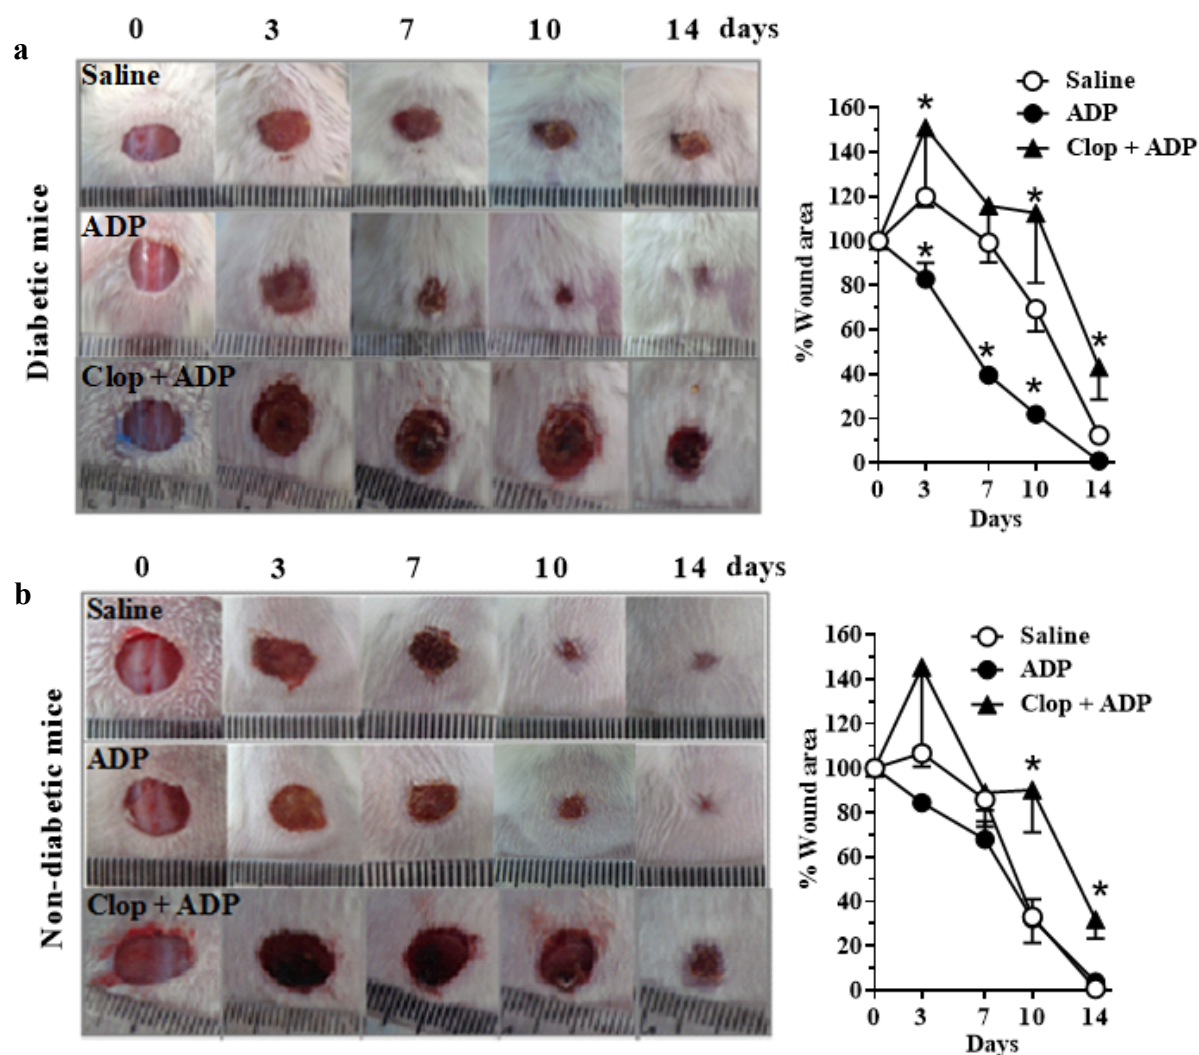 a
0 3 7 10 14 days
Diabetic mice
Saline
ADP
Clop + ADP
Saline
ADP
Clop + ADP
% Wound area
160
140
120
100
80
60
40
20
0
* * * * * *
0 3 7 10 14
Days
b
0 3 7 10 14 days
Non-diabetic mice
Saline
ADP
Clop + ADP
Saline
ADP
Clop + ADP
% Wound area
160
140
120
100
80
60
40
20
0
* *
0 3 7 10 14
Days